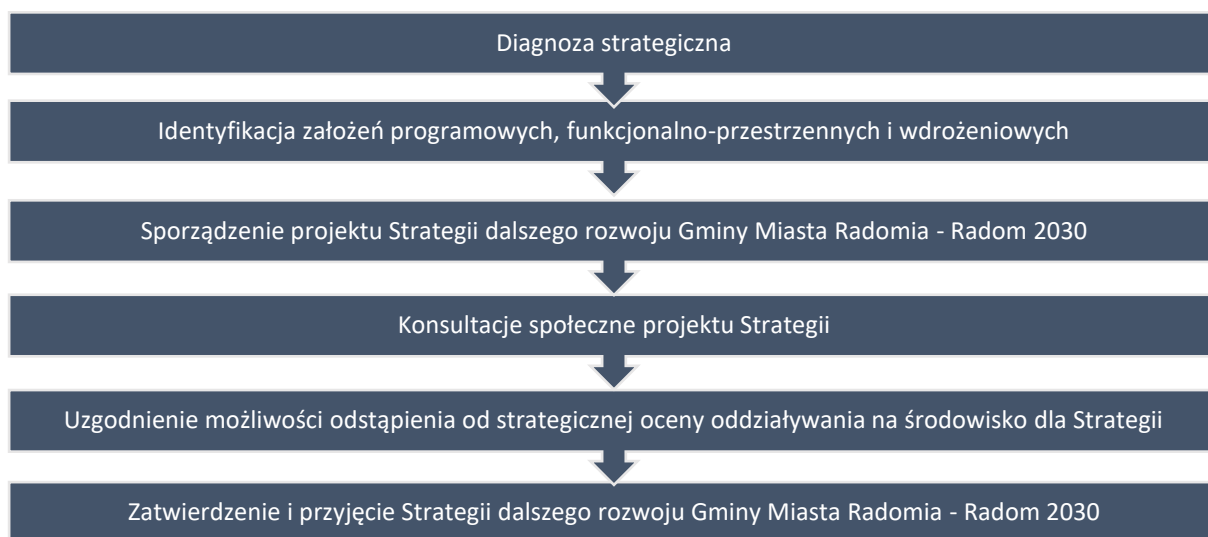 Diagnoza strategiczna
Identyfikacja założeń programowych, funkcjonalno-przestrzennych i wdrożeniowych
Sporządzenie projektu Strategii dalszego rozwoju Gminy Miasta Radomia - Radom 2030
Konsultacje społeczne projektu Strategii
Uzgodnienie możliwości odstąpienia od strategicznej oceny oddziaływania na środowisko dla Strategii
Zatwierdzenie i przyjęcie Strategii dalszego rozwoju Gminy Miasta Radomia - Radom 2030